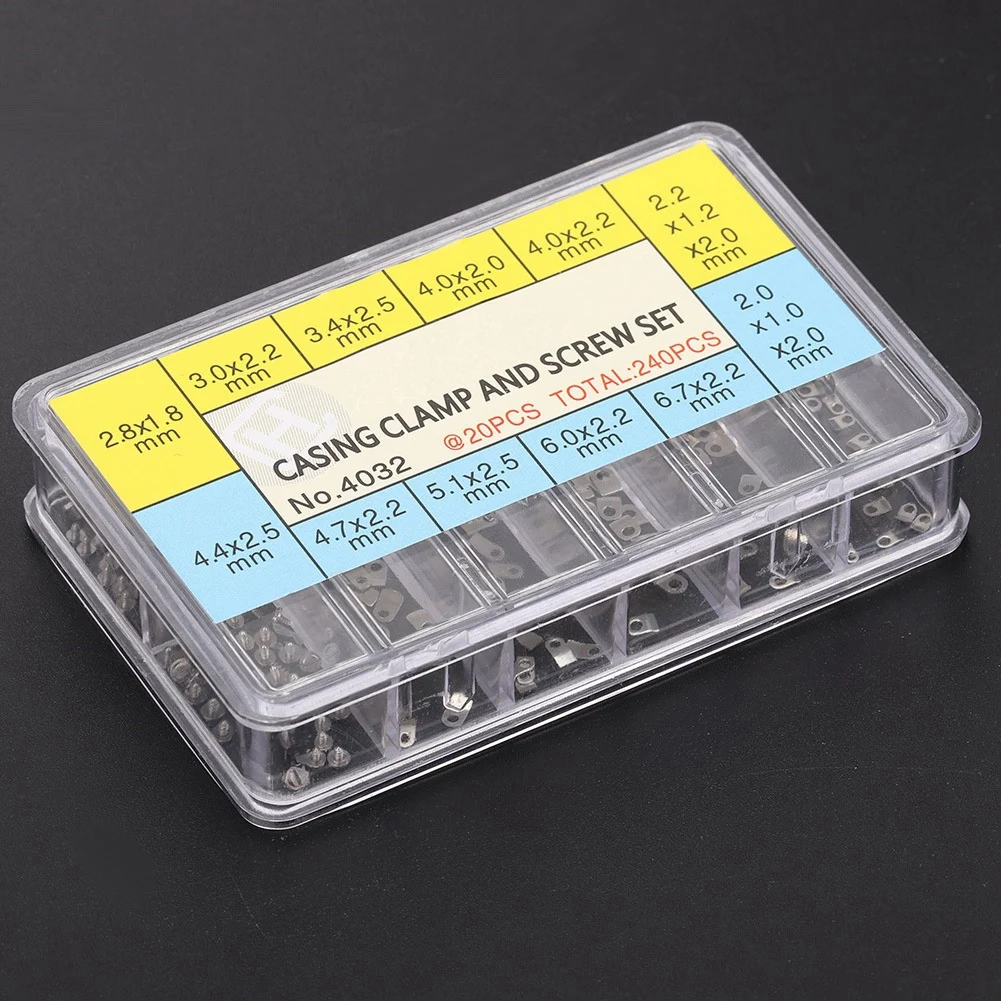 2.8x1.8
mm
3.0x2.2
mm
3.4x2.5
mm
4.0x2.0
mm
4.0x2.2
mm
2.2
x1.2
x2.0
mm
CASING CLAMP AND SCREW SET
No.4032
@20PCS TOTAL:240PCS
4.4x2.5
mm
4.7x2.2
mm
5.1x2.5
mm
6.0x2.2
mm
6.7x2.2
mm
2.0
x1.0
x2.0
mm